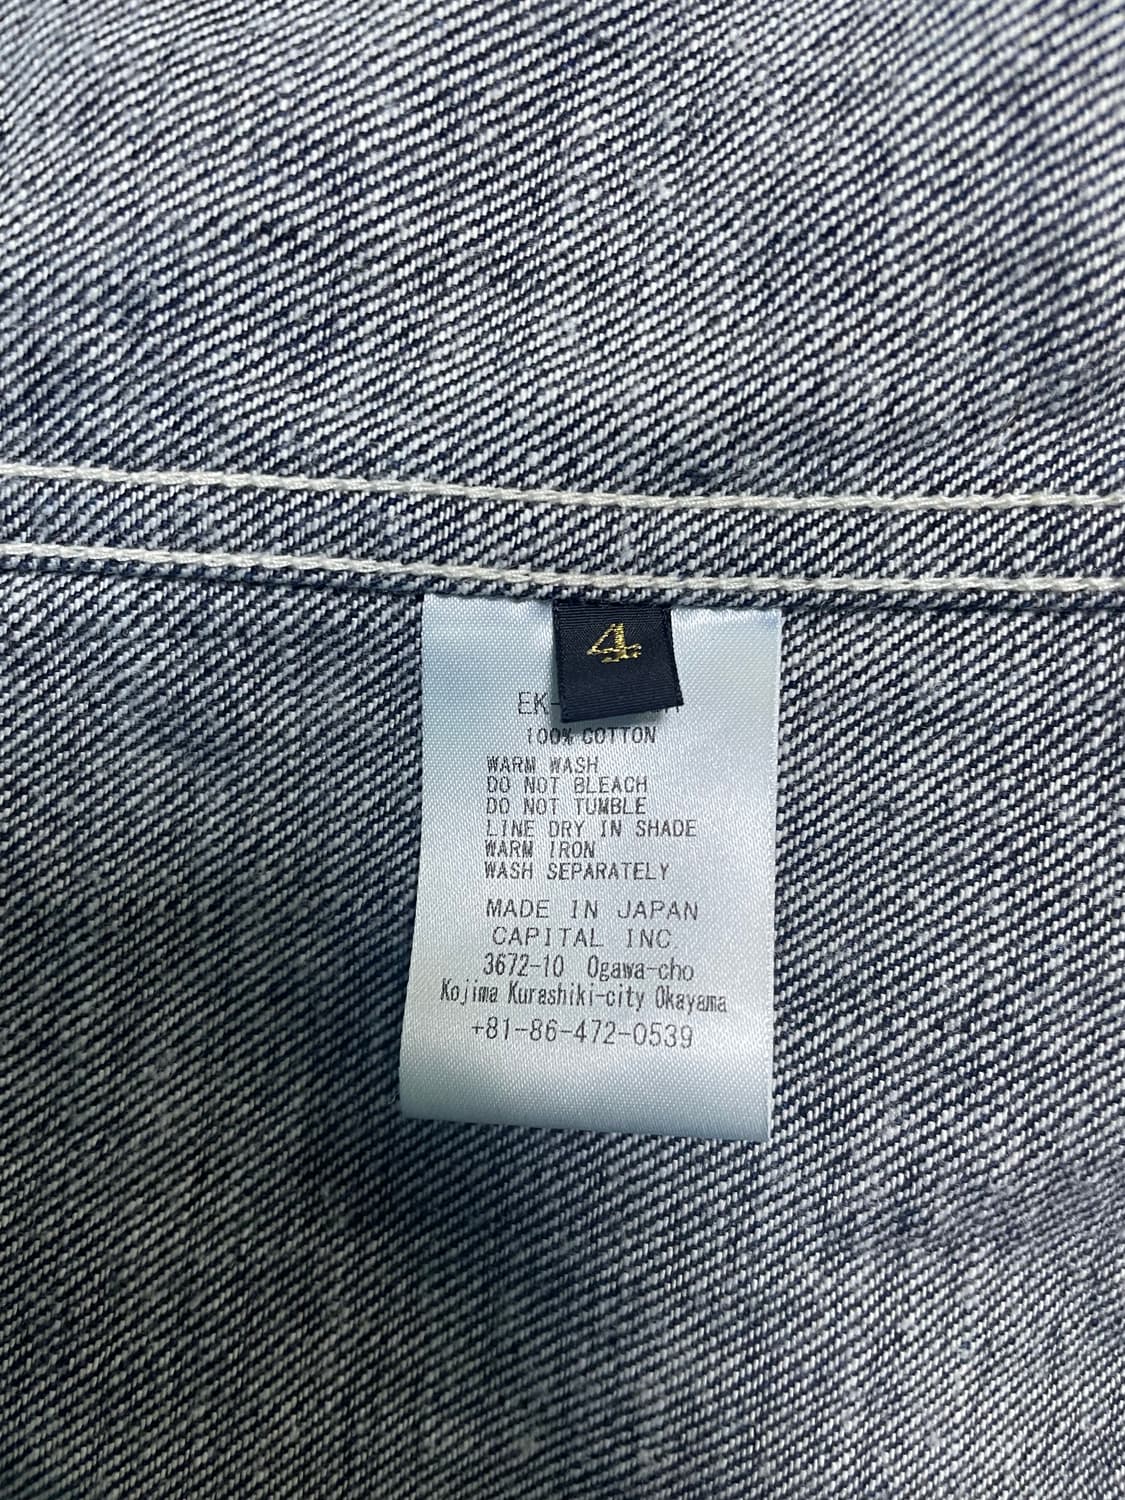 4
EK-
100% COTTON
WARM WASH
DO NOT BLEACH
DO NOT TUMBLE
LINE DRY IN SHADE
WARM IRON
WASH SEPARATELY
MADE IN JAPAN
CAPITAL INC.
3672-10 Ogawa-cho
Kojima Kurashiki-city Okayama
+81-86-472-0539